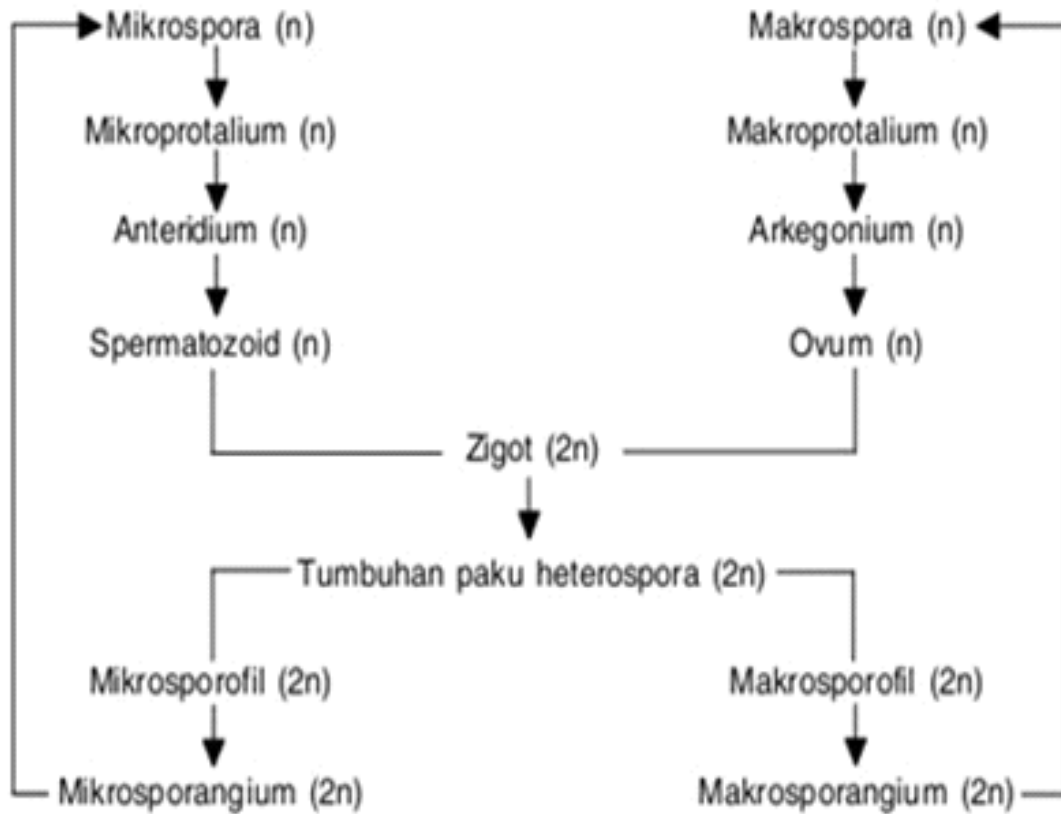 Mikrospora (n)
Makrospora (n)
Mikroprotalium (n)
Makroprotalium (n)
Anteridium (n)
Arkegonium (n)
Spermatozoid (n)
Ovum (n)
Zigot (2n)
Tumbuhan paku heterospora (2n)
Mikrosporofil (2n)
Makrosporofil (2n)
Mikrosporangium (2n)
Makrosporangium (2n)